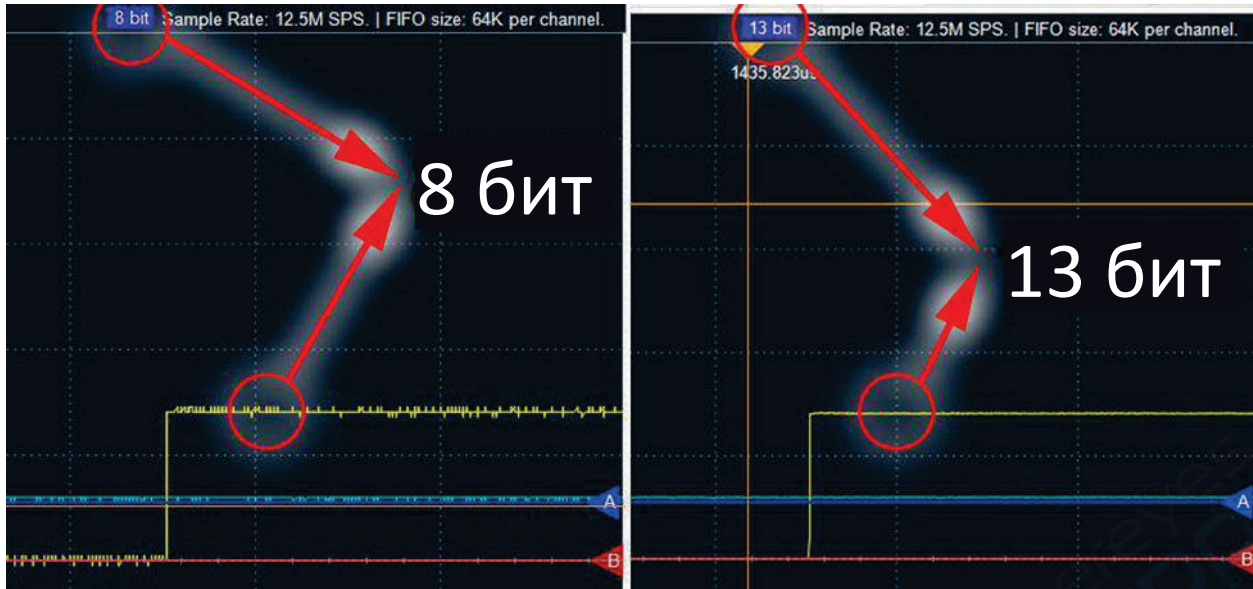 8 bit Sample Rate: 12.5M SPS. | FIFO size: 64K per channel.
8 бит
A
B
13 bit Sample Rate: 12.5M SPS. | FIFO size: 64K per channel.
1435.823us
13 бит
A
B